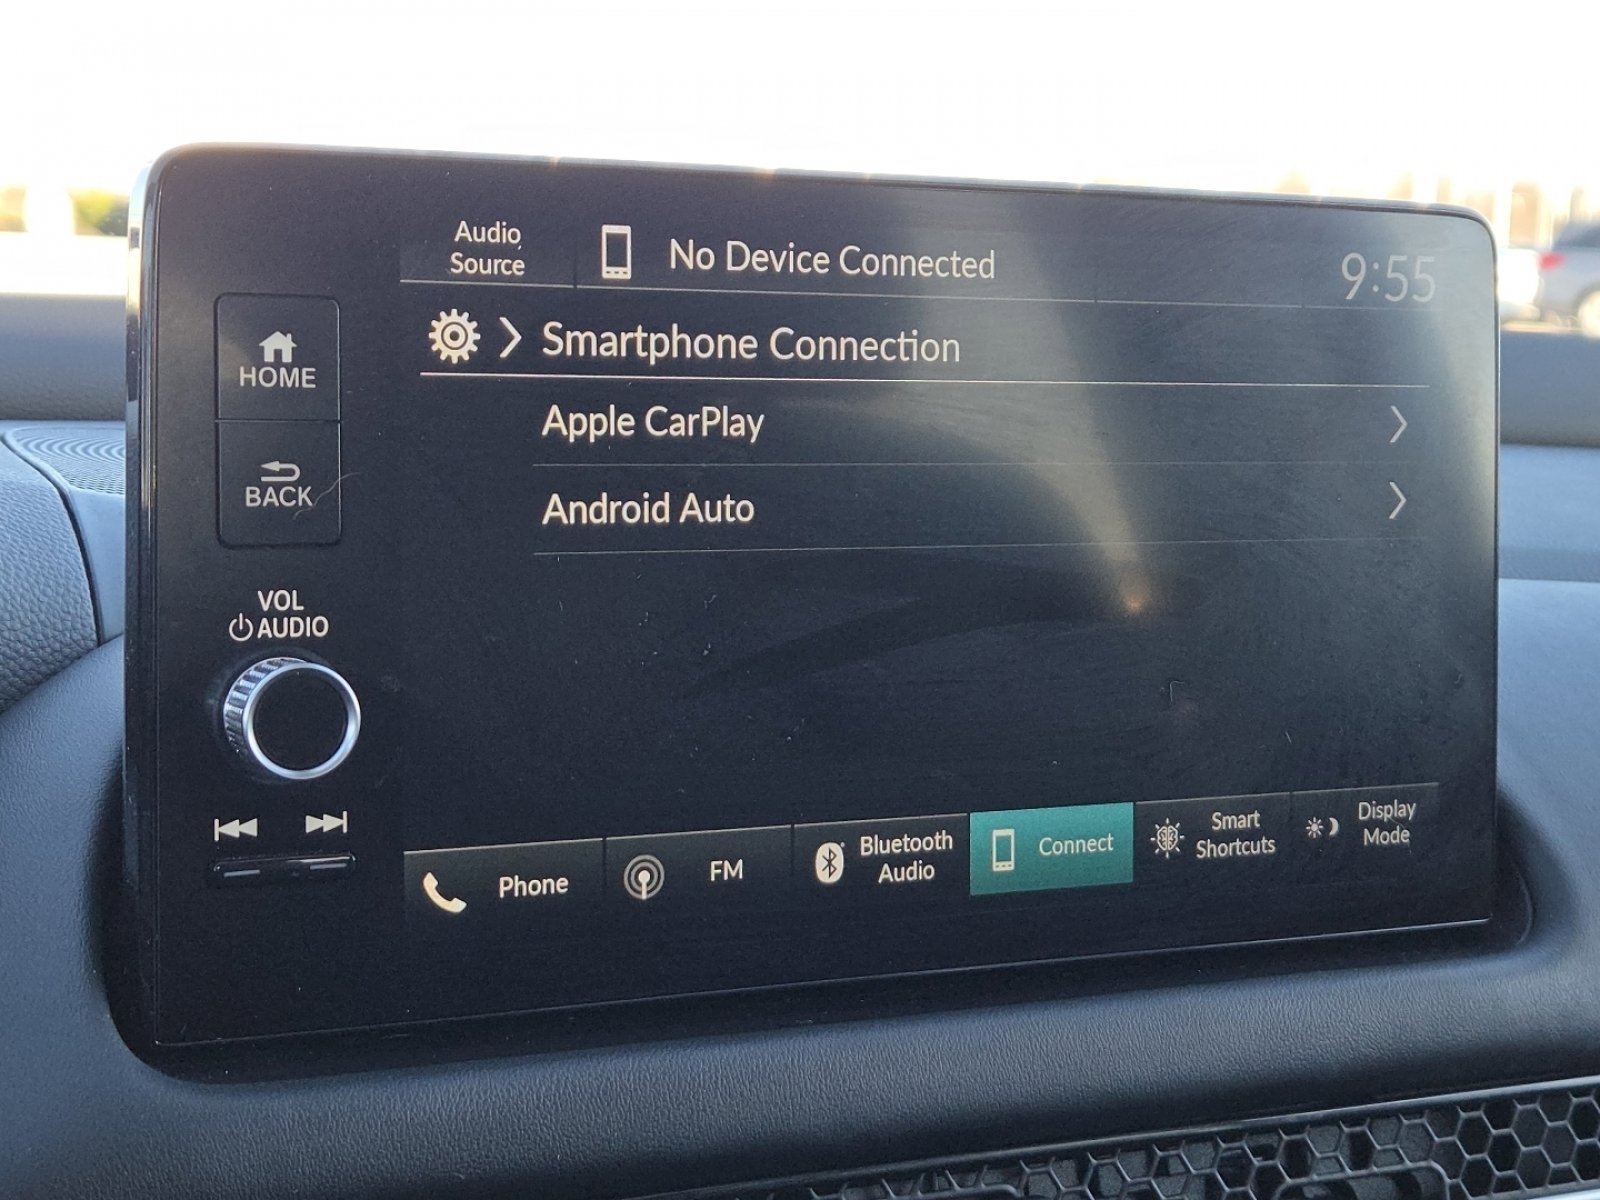 Audio
Source
No Device Connected
9:55
Smartphone Connection
HOME
Apple CarPlay
BACK
Android Auto
VOL
AUDIO
Phone
FM
Bluetooth
Audio
Connect
Smart
Shortcuts
Display
Mode